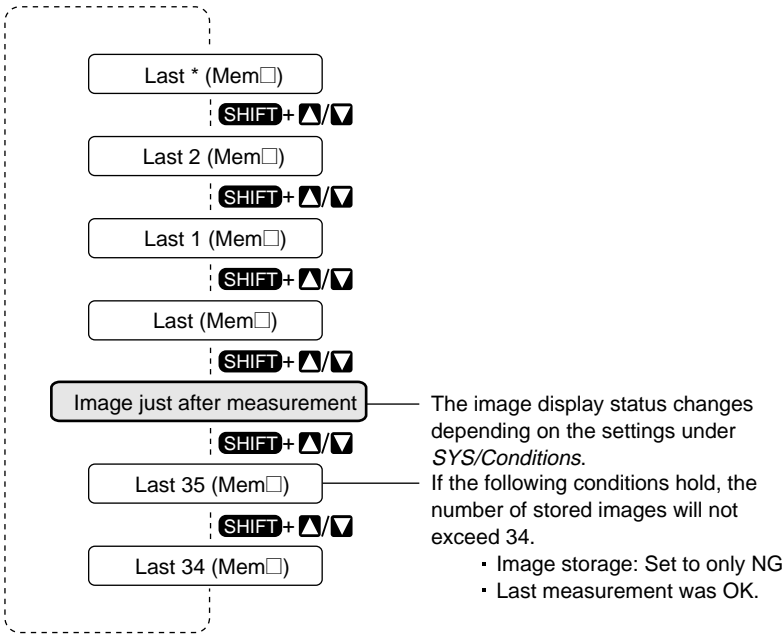 Last * (Mem□)
SHIFT+▲/▼
Last 2 (Mem□)
SHIFT+▲/▼
Last 1 (Mem□)
SHIFT+▲/▼
Last (Mem□)
SHIFT+▲/▼
Image just after measurement
The image display status changes
depending on the settings under
SYS/Conditions.
SHIFT+▲/▼
Last 35 (Mem□)
If the following conditions hold, the
number of stored images will not
exceed 34.
· Image storage: Set to only NG
· Last measurement was OK.
SHIFT+▲/▼
Last 34 (Mem□)